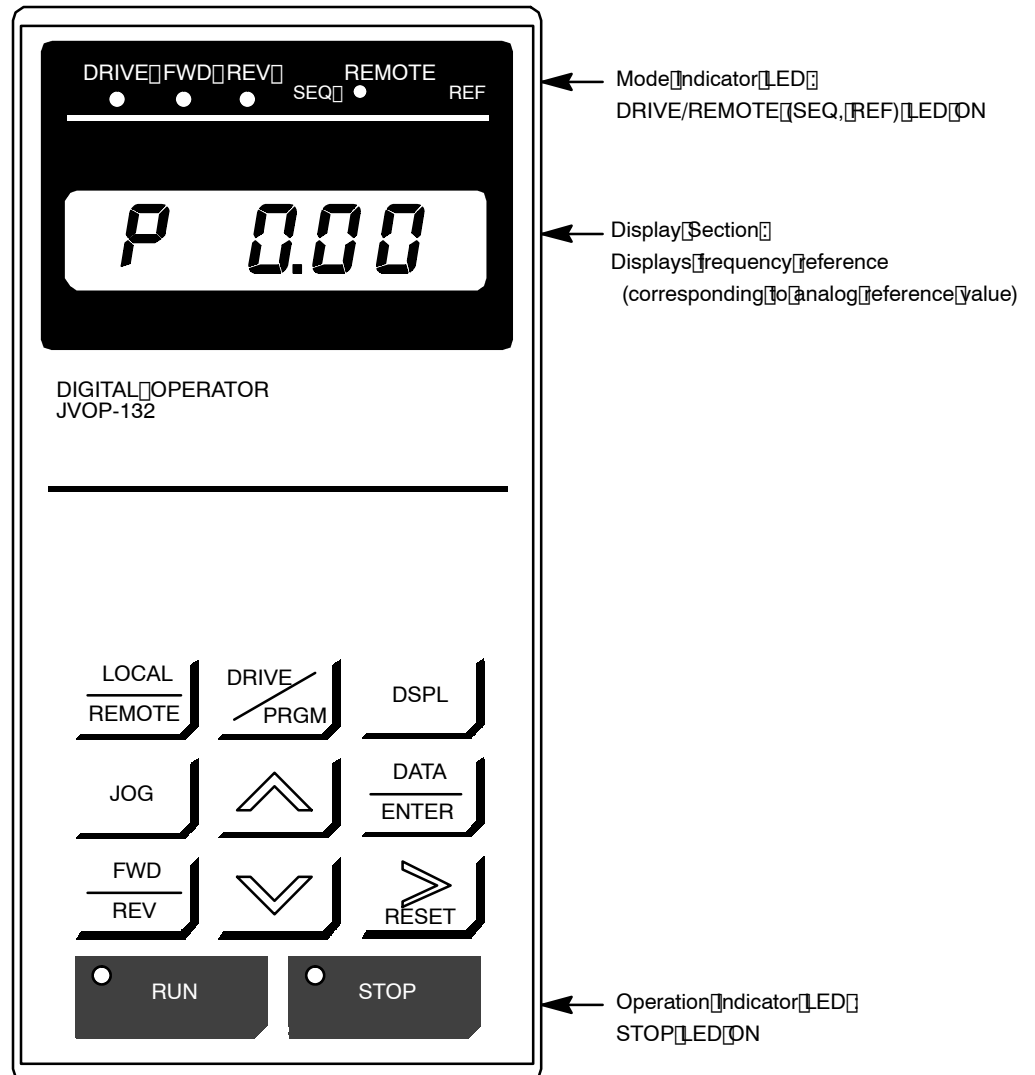 DRIVE FWD REV REMOTE
SEQ REF
Mode Indicator LED :
DRIVE/REMOTE (SEQ, REF) LED ON
P 0.00
Display Section :
Displays frequency reference
(corresponding to analog reference value)
DIGITAL OPERATOR
JVOP-132
LOCAL
REMOTE
DRIVE
PRGM
DSPL
JOG
DATA
ENTER
FWD
REV
RESET
RUN
STOP
Operation Indicator LED :
STOP LED ON